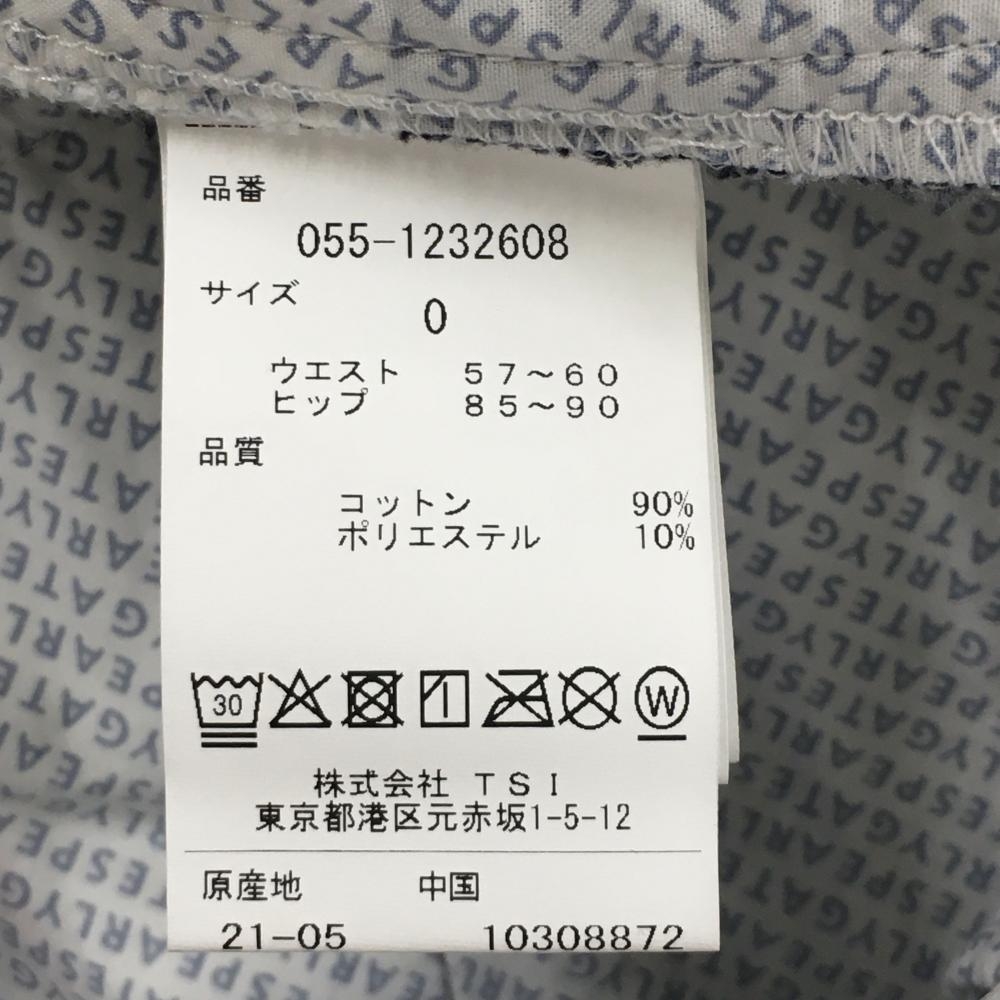 品番
055-1232608
サイズ
0
ウエスト 57～60
ヒップ 85～90
品質
コットン 90%
ポリエステル 10%
30
W
株式会社 TSI
東京都港区元赤坂1-5-12
原産地 中国
21-05 10308872
PEARLY GATES